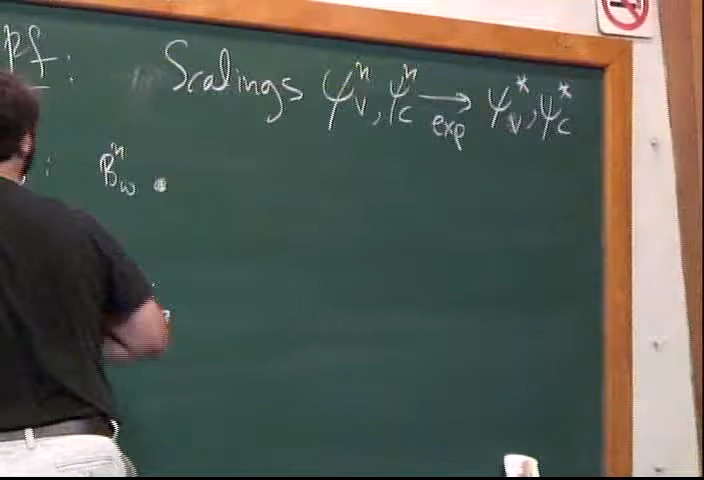 pf : Scalings ψ_v^n, ψ_c^n →_exp ψ_v^*, ψ_c^*
: B_w^n •